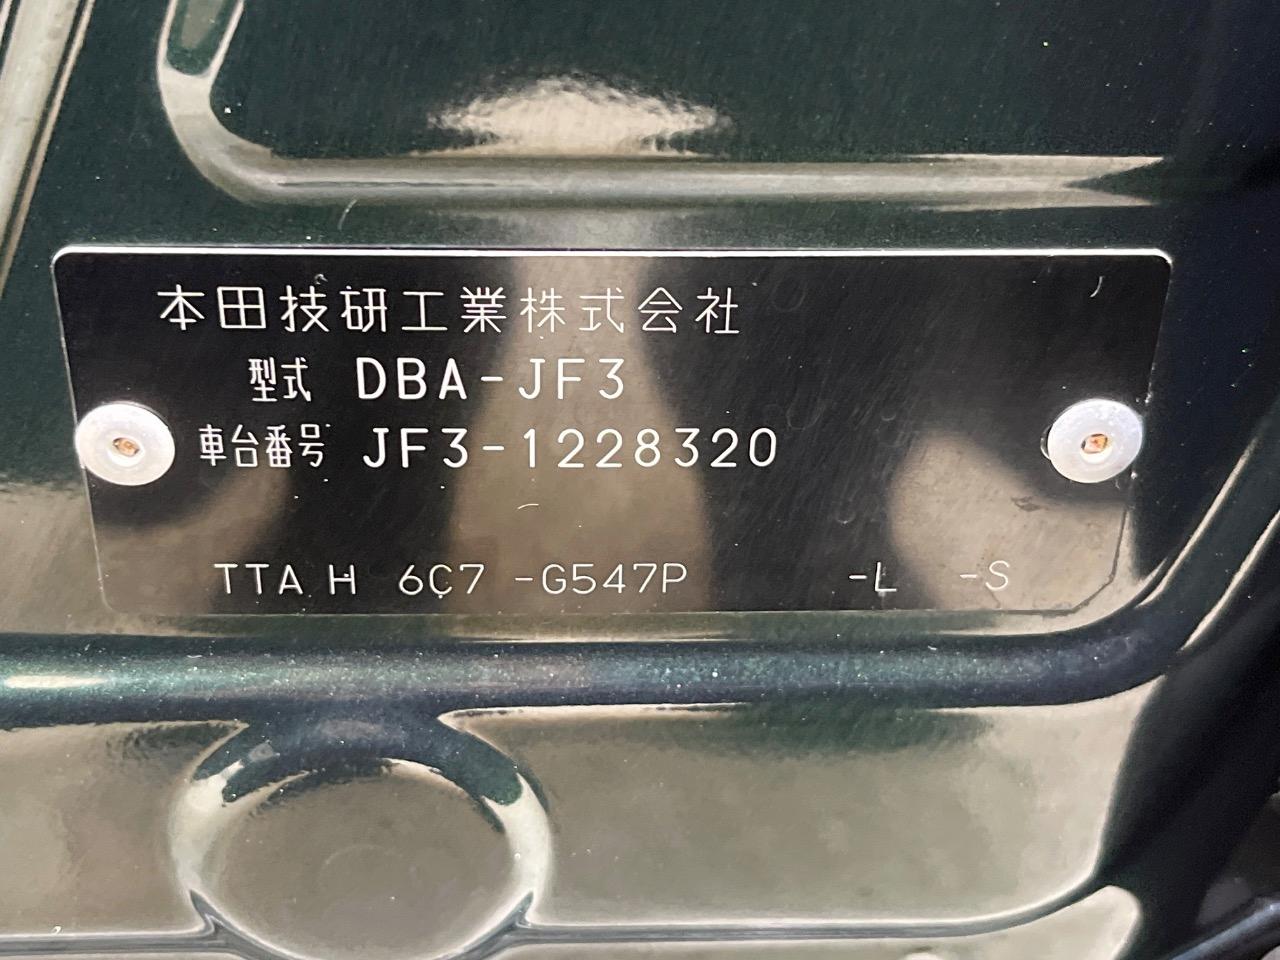 本田技研工業株式会社
型式 DBA-JF3
車台番号 JF3-1228320
TTA H 6C7 -G547P -L -S